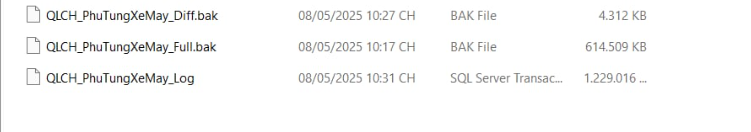 QLCH_PhuTungXeMay_Diff.bak 08/05/2025 10:27 CH BAK File 4.312 KB
QLCH_PhuTungXeMay_Full.bak 08/05/2025 10:17 CH BAK File 614.509 KB
QLCH_PhuTungXeMay_Log 08/05/2025 10:31 CH SQL Server Transac... 1.229.016 ...